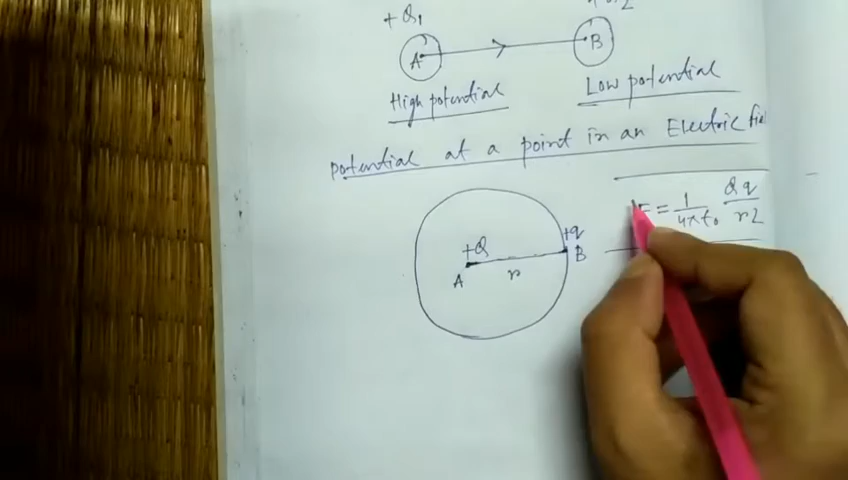 +Q1
A B
High potential Low potential
potential at a point in an Electric
F = 1/4πε0 Qq/r2
+Q +q
A r B